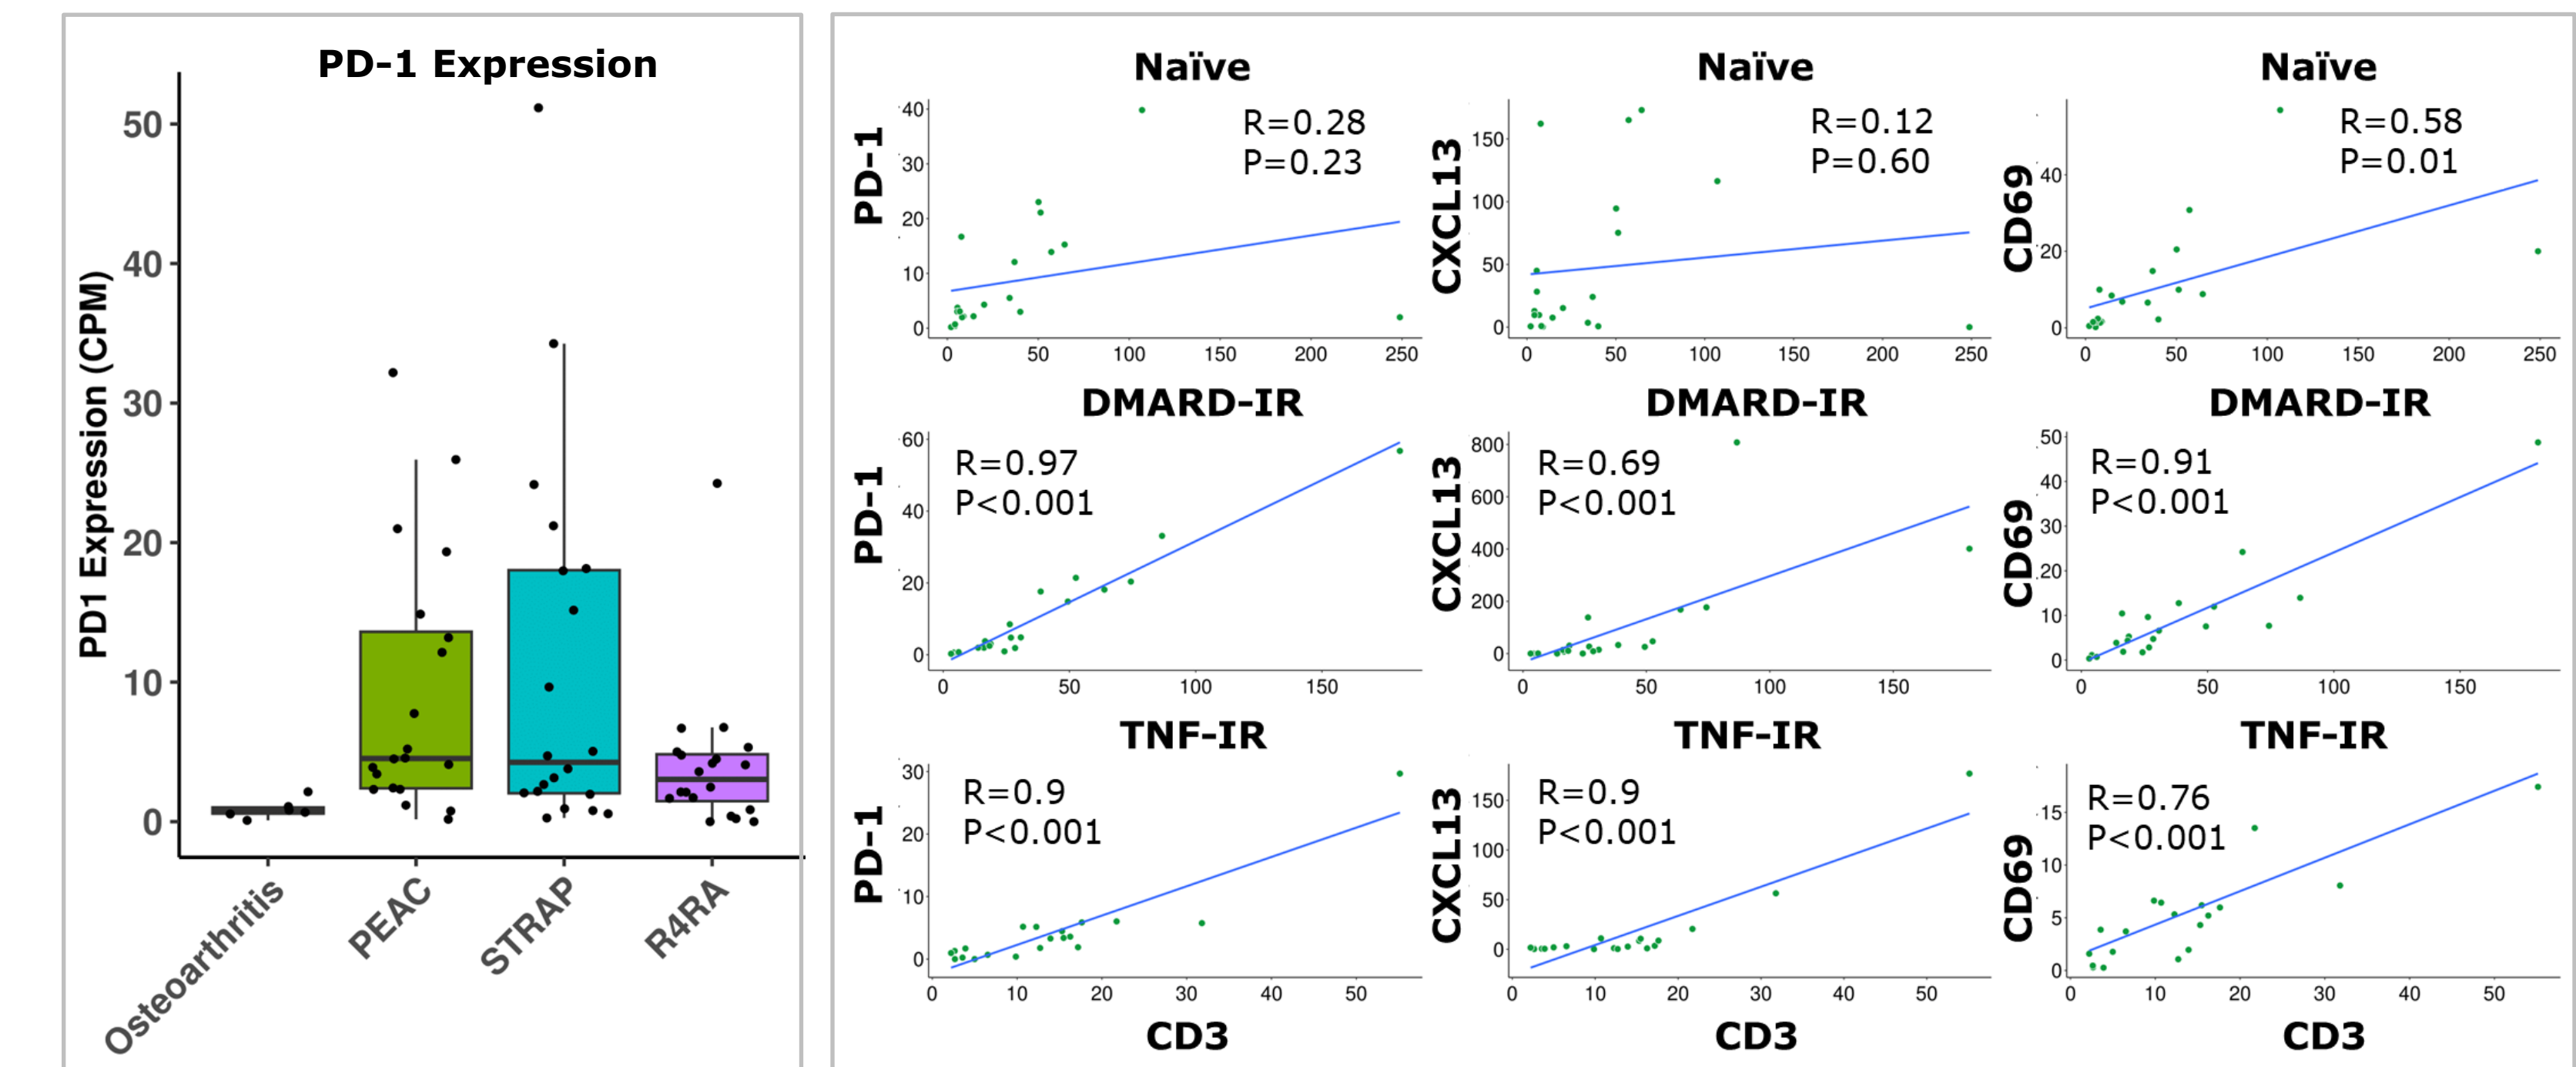 PD-1 Expression
PD1 Expression (CPM)
50
40
30
20
10
0
Osteoarthritis
PEAC
STRAP
R4RA
Naïve
PD-1
R=0.28
P=0.23
40
30
20
10
0
0 50 100 150 200 250
Naïve
CXCL13
R=0.12
P=0.60
150
100
50
0
0 50 100 150 200 250
Naïve
CD69
R=0.58
P=0.01
40
20
0
0 50 100 150 200 250
DMARD-IR
PD-1
R=0.97
P<0.001
60
40
20
0
0 50 100 150
DMARD-IR
CXCL13
R=0.69
P<0.001
800
600
400
200
0
0 50 100 150
DMARD-IR
CD69
R=0.91
P<0.001
50
40
30
20
10
0
0 50 100 150
TNF-IR
PD-1
R=0.9
P<0.001
30
20
10
0
0 10 20 30 40 50
CD3
TNF-IR
CXCL13
R=0.9
P<0.001
150
100
50
0
0 10 20 30 40 50
CD3
TNF-IR
CD69
R=0.76
P<0.001
15
10
5
0
0 10 20 30 40 50
CD3